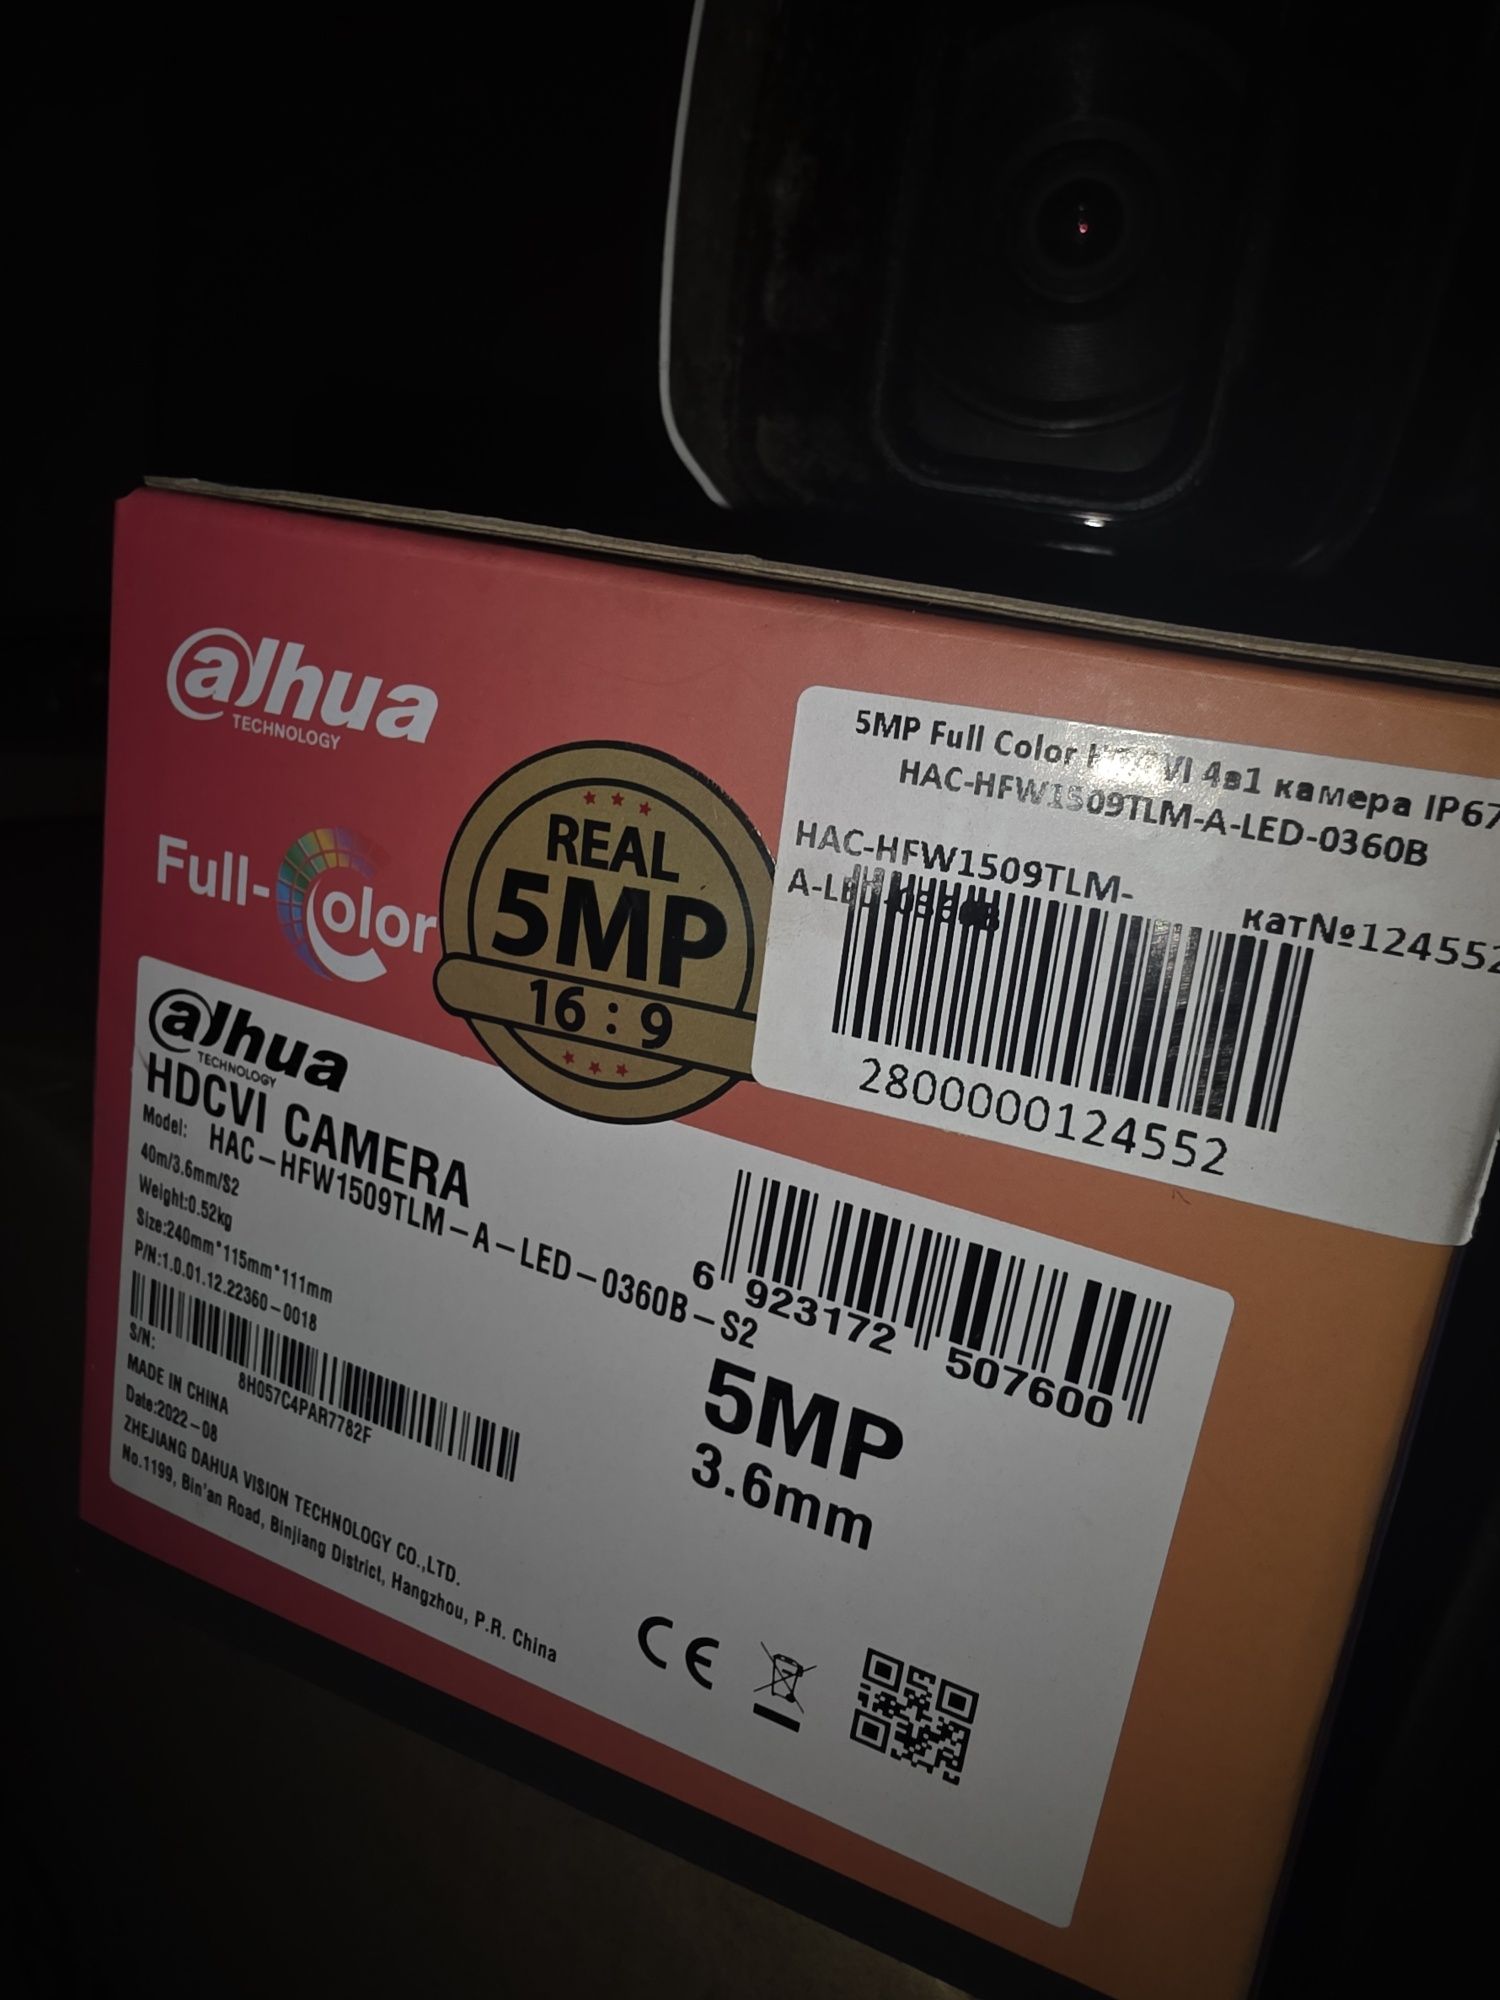 alhua
TECHNOLOGY
Full-Color
REAL
5MP
16:9
5MP Full Color HDCVI 4в1 камера IP67
HAC-HFW1509TLM-A-LED-0360B
HAC-HFW1509TLM-
A-LED-0360B
катNº124552
2800000124552
alhua
TECHNOLOGY
HDCVI CAMERA
Model: HAC-HFW1509TLM-A-LED-0360B-S2
40m/3.6mm/S2
Weight:0.52kg
Size:240mm*115mm*111mm
P/N:1.0.01.12.22360-0018
S/N:
8H057C4PAR7782F
MADE IN CHINA
Date:2022-08
ZHEJIANG DAHUA VISION TECHNOLOGY CO.,LTD.
No.1199, Bin'an Road, Binjiang District, Hangzhou, P.R. China
6 923172 507600
5MP
3.6mm
CE